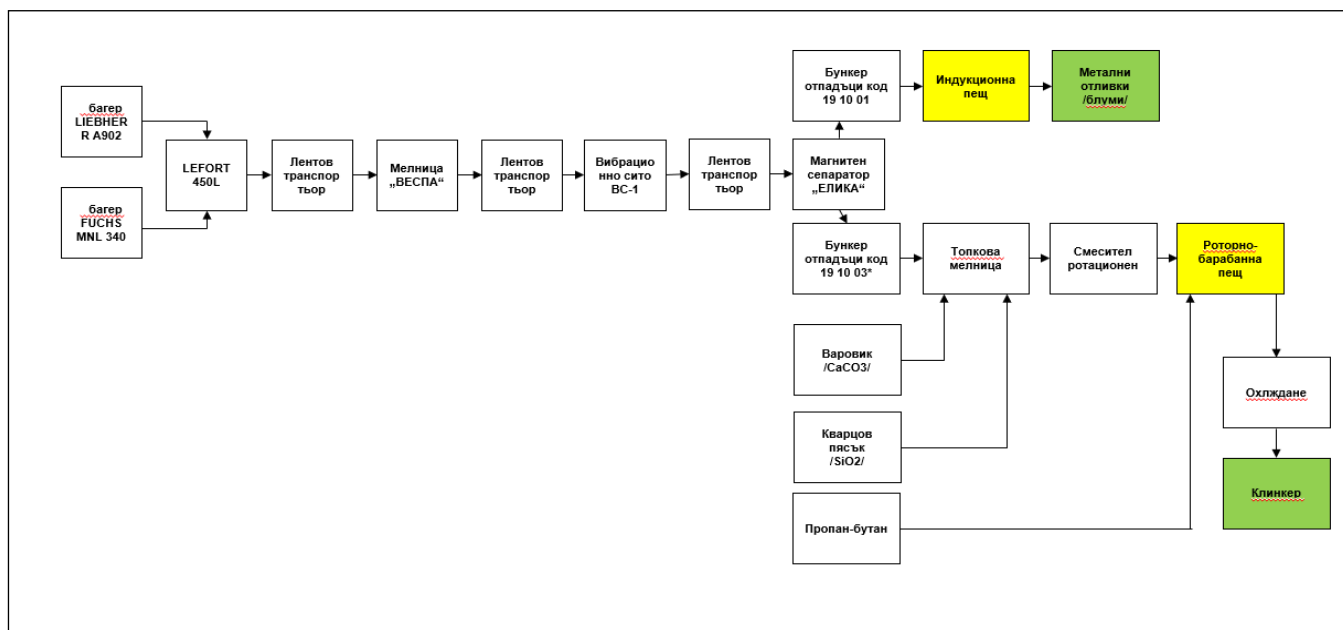 багер
LIEBHER
R A902
багер
FUCHS
MNL 340
LEFORT
450L
Лентов
транспор
тьор
Мелница
„ВЕСПА“
Лентов
транспор
тьор
Вибрацио
нно сито
ВС-1
Лентов
транспор
тьор
Магнитен
сепаратор
„ЕЛИКА“
Бункер
отпадъци код
19 10 01
Индукционна
пещ
Метални
отливки
/блуми/
Бункер
отпадъци код
19 10 03*
Топкова
мелница
Смесител
ротационен
Роторно-
барабанна
пещ
Варовик
/CaCO3/
Кварцов
пясък
/SiO2/
Пропан-бутан
Охлждане
Клинкер